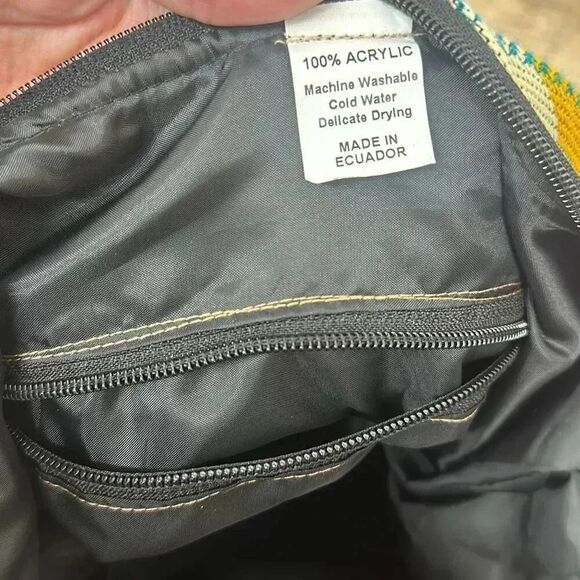 100% ACRYLIC
Machine Washable
Cold Water
Delicate Drying
MADE IN
ECUADOR